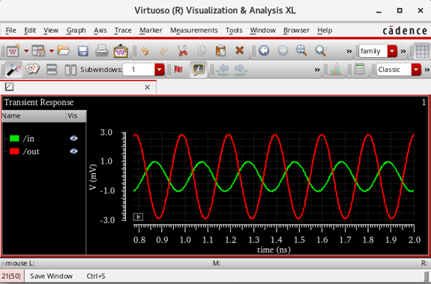 Virtuoso (R) Visualization & Analysis XL
File Edit View Graph Axis Trace Marker Measurements Tools Window Browser Help
cādence
» family »
Subwindows: 1 » Classic »
Transient Response 1
Name Vis
/in
/out
V (mV)
3.0
1.0
-1.0
-3.0
0.8 0.9 1.0 1.1 1.2 1.3 1.4 1.5 1.6 1.7 1.8 1.9 2.0
time (ns)
mouse L: M: R:
21(50) Save Window Ctrl+S